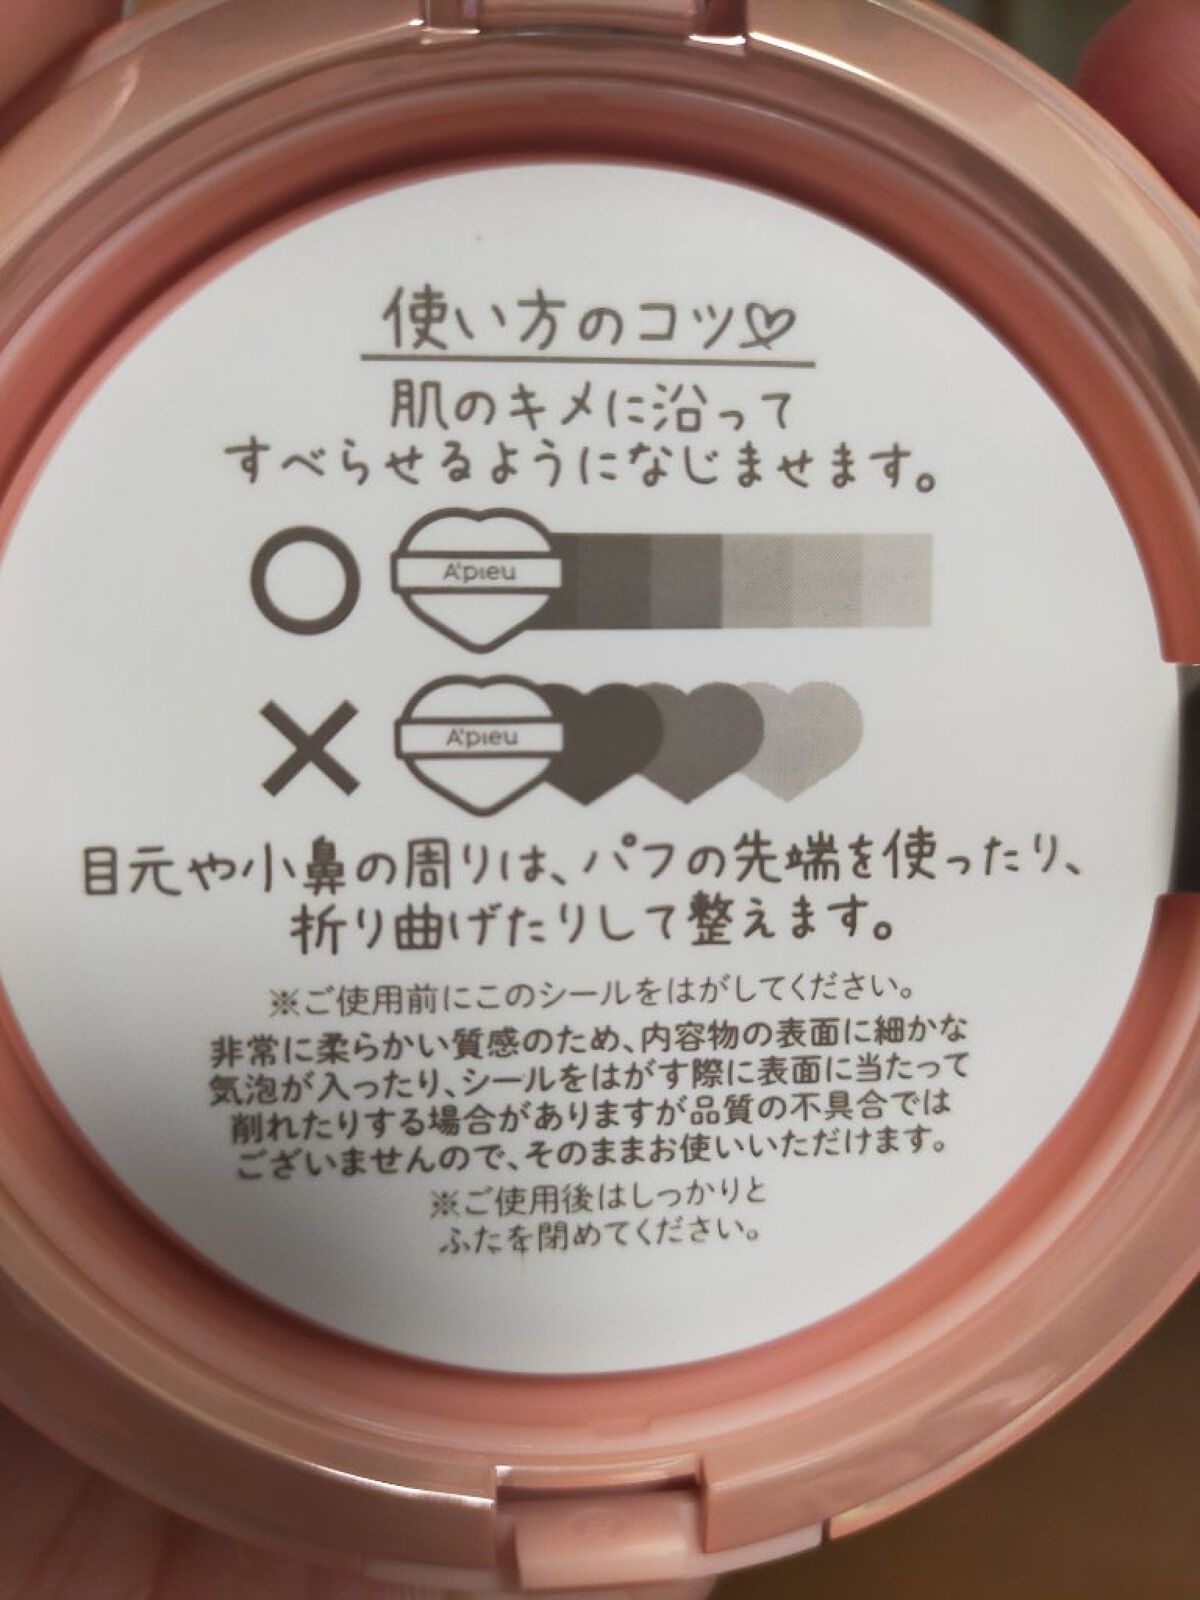 使い方のコツ♡
肌のキメに沿って
すべらせるようになじませます。
A'pieu
A'pieu
目元や小鼻の周りは、パフの先端を使ったり、
折り曲げたりして整えます。
※ご使用前にこのシールをはがしてください。
非常に柔らかい質感のため、内容物の表面に細かな
気泡が入ったり、シールをはがす際に表面に当たって
削れたりする場合がありますが品質の不具合では
ございませんので、そのままお使いいただけます。
※ご使用後はしっかりと
ふたを閉めてください。